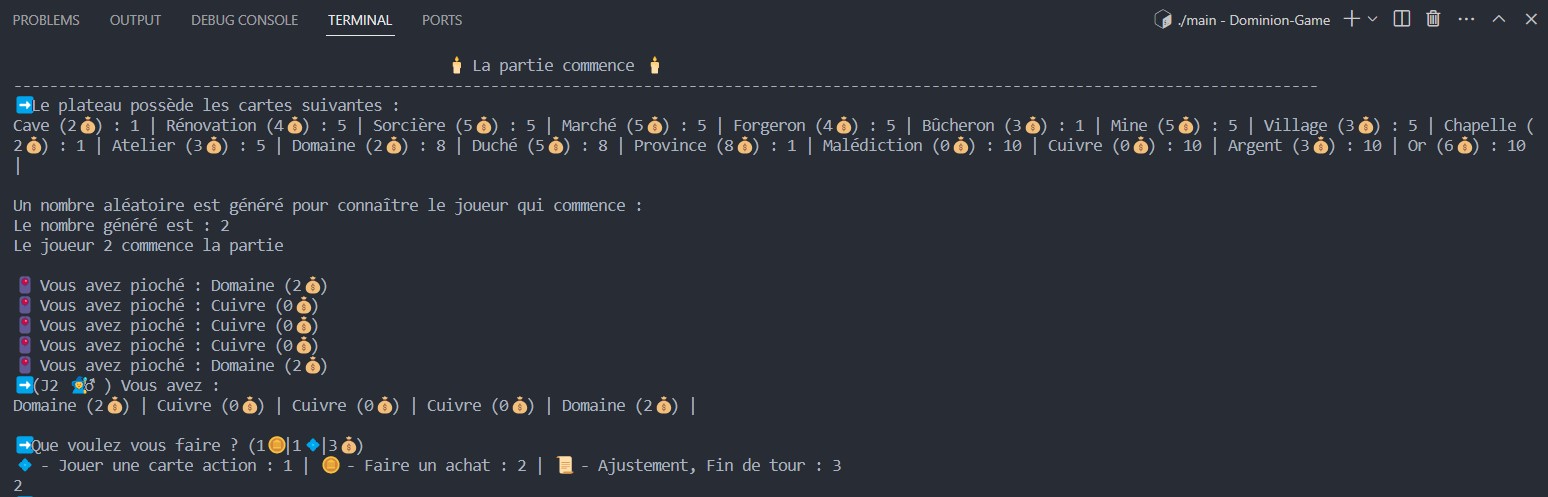 PROBLEMS OUTPUT DEBUG CONSOLE TERMINAL PORTS ./main - Dominion-Game
🕯️ La partie commence 🕯️
---------------------------------------------------------------------------------------------------------------------------------------------------
➡️Le plateau possède les cartes suivantes :
Cave (2💰) : 1 | Rénovation (4💰) : 5 | Sorcière (5💰) : 5 | Marché (5💰) : 5 | Forgeron (4💰) : 5 | Bûcheron (3💰) : 1 | Mine (5💰) : 5 | Village (3💰) : 5 | Chapelle (
2💰) : 1 | Atelier (3💰) : 5 | Domaine (2💰) : 8 | Duché (5💰) : 8 | Province (8💰) : 1 | Malédiction (0💰) : 10 | Cuivre (0💰) : 10 | Argent (3💰) : 10 | Or (6💰) : 10
|
Un nombre aléatoire est généré pour connaître le joueur qui commence :
Le nombre généré est : 2
Le joueur 2 commence la partie
🎴 Vous avez pioché : Domaine (2💰)
🎴 Vous avez pioché : Cuivre (0💰)
🎴 Vous avez pioché : Cuivre (0💰)
🎴 Vous avez pioché : Cuivre (0💰)
🎴 Vous avez pioché : Domaine (2💰)
➡️(J2 🧙‍♂️ ) Vous avez :
Domaine (2💰) | Cuivre (0💰) | Cuivre (0💰) | Cuivre (0💰) | Domaine (2💰) |
➡️Que voulez vous faire ? (1🪙|1💠|3💰)
💠 - Jouer une carte action : 1 | 🪙 - Faire un achat : 2 | 📜 - Ajustement, Fin de tour : 3
2